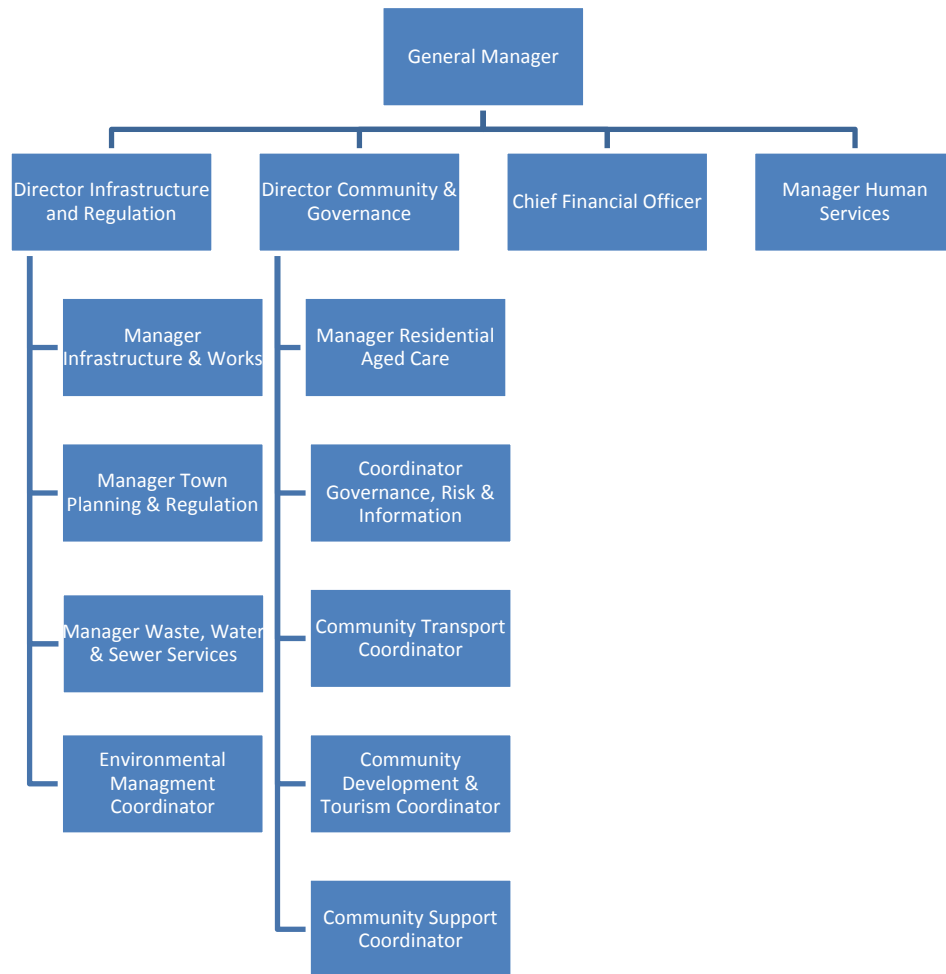 General Manager
Director Infrastructure
and Regulation
Director Community &
Governance
Chief Financial Officer
Manager Human
Services
Manager
Infrastructure & Works
Manager Town
Planning & Regulation
Manager Waste, Water
& Sewer Services
Environmental
Managment
Coordinator
Manager Residential
Aged Care
Coordinator
Governance, Risk &
Information
Community Transport
Coordinator
Community
Development &
Tourism Coordinator
Community Support
Coordinator